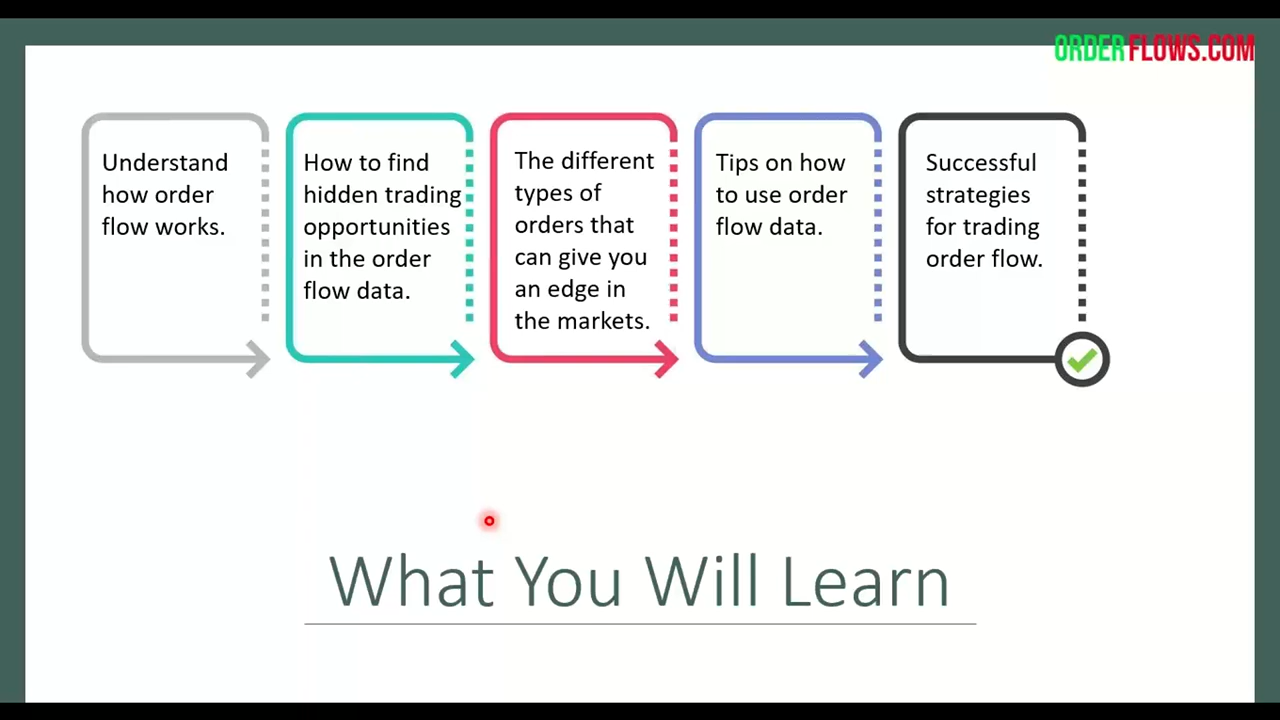 ORDERFLOWS.COM
Understand
how order
flow works.
How to find
hidden trading
opportunities
in the order
flow data.
The different
types of
orders that
can give you
an edge in
the markets.
Tips on how
to use order
flow data.
Successful
strategies
for trading
order flow.
What You Will Learn